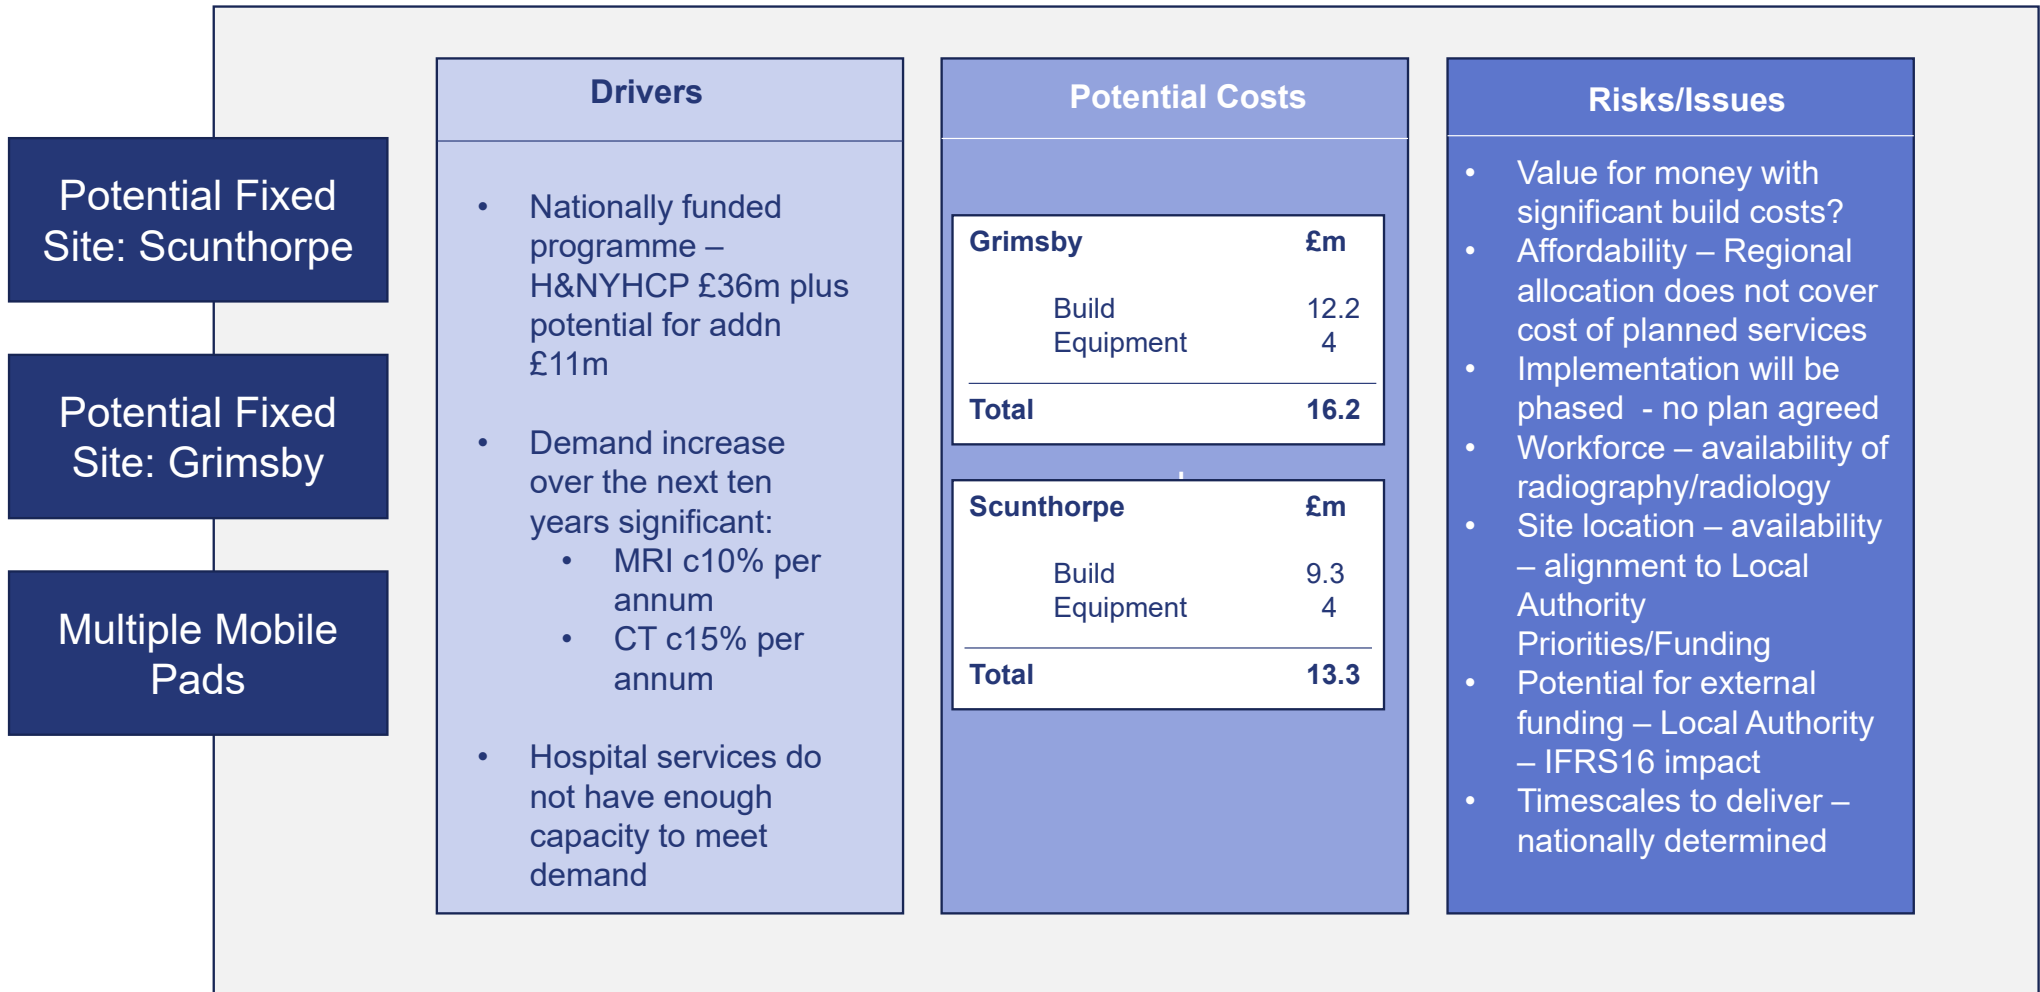 Potential Fixed
Site: Scunthorpe
Potential Fixed
Site: Grimsby
Multiple Mobile
Pads
Drivers
• Nationally funded
programme –
H&NYHCP £36m plus
potential for addn
£11m
• Demand increase
over the next ten
years significant:
• MRI c10% per
annum
• CT c15% per
annum
• Hospital services do
not have enough
capacity to meet
demand
Potential Costs
Grimsby £m
Build 12.2
Equipment 4
Total 16.2
Scunthorpe £m
Build 9.3
Equipment 4
Total 13.3
Risks/Issues
• Value for money with
significant build costs?
• Affordability – Regional
allocation does not cover
cost of planned services
• Implementation will be
phased  - no plan agreed
• Workforce – availability of
radiography/radiology
• Site location – availability
– alignment to Local
Authority
Priorities/Funding
• Potential for external
funding – Local Authority
– IFRS16 impact
• Timescales to deliver –
nationally determined